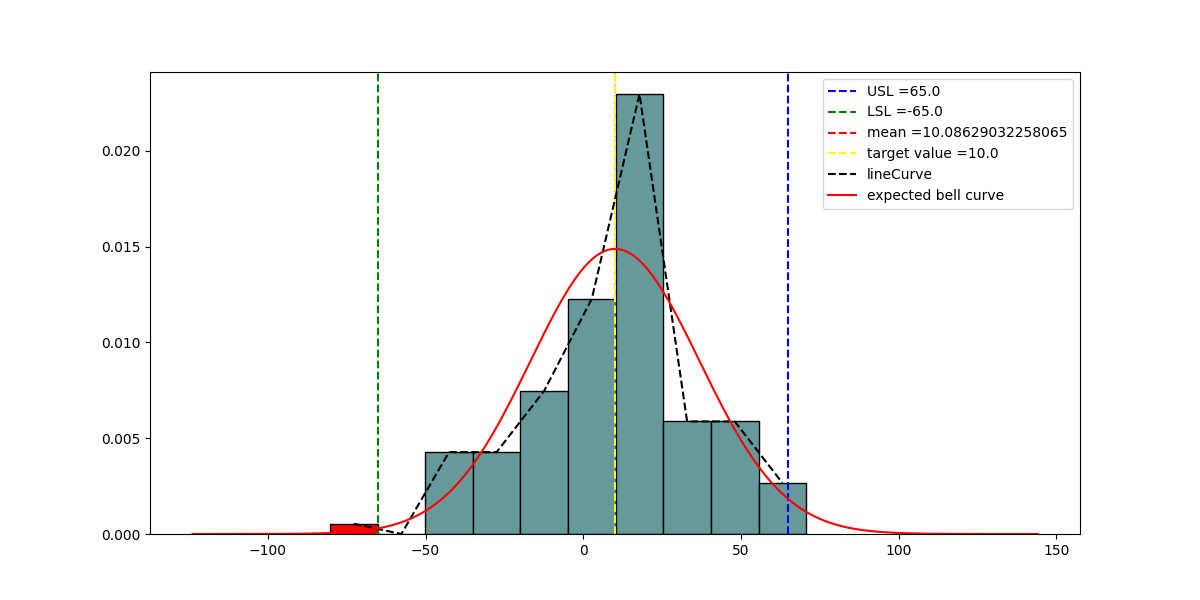 USL =65.0
LSL =-65.0
mean =10.08629032258065
target value =10.0
lineCurve
expected bell curve
0.020
0.015
0.010
0.005
0.000
−100
−50
0
50
100
150